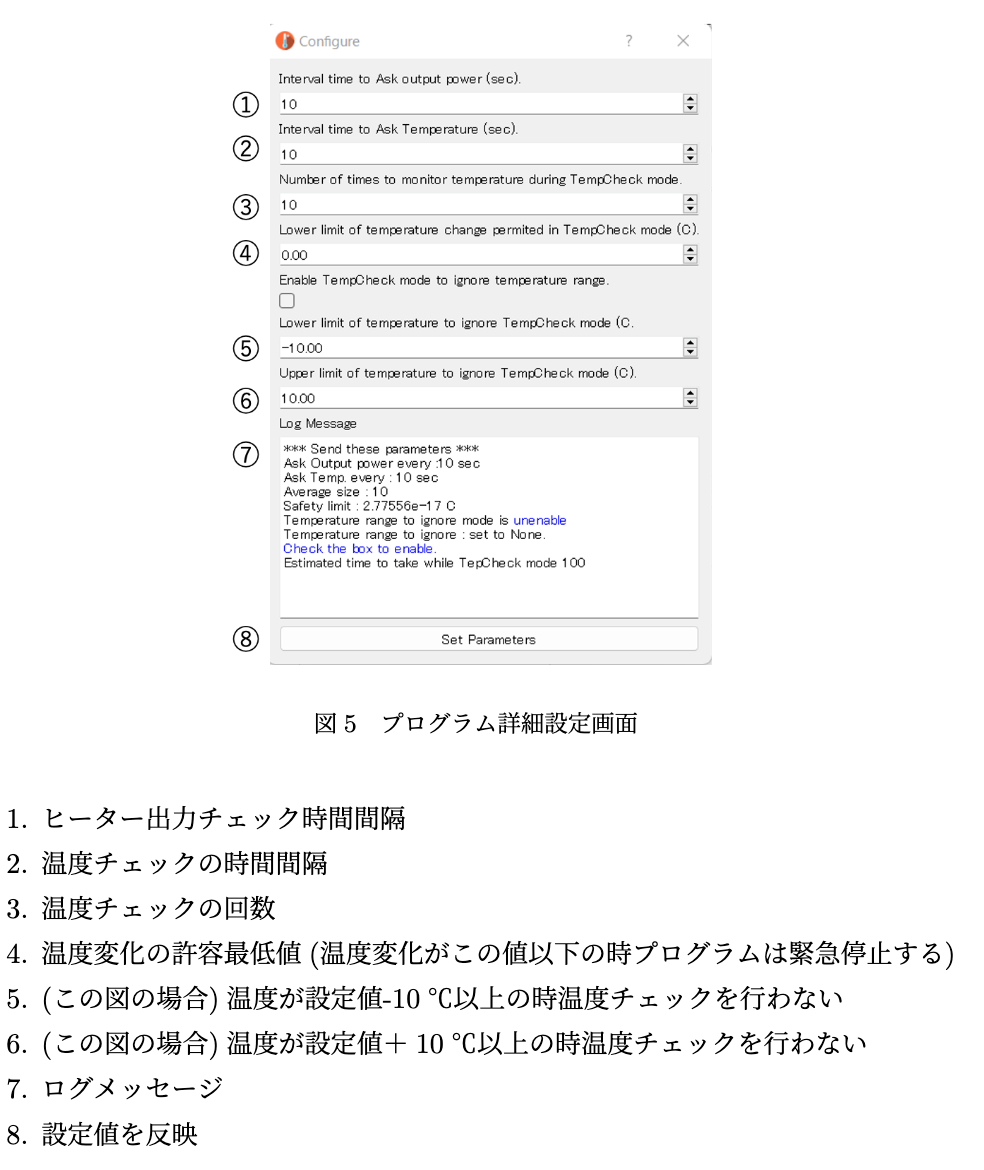 Configure ?
Interval time to Ask output power (sec).
① 10
Interval time to Ask Temperature (sec).
② 10
Number of times to monitor temperature during TempCheck mode.
③ 10
Lower limit of temperature change permited in TempCheck mode (C).
④ 0.00
Enable TempCheck mode to ignore temperature range.
Lower limit of temperature to ignore TempCheck mode (C.
⑤ -10.00
Upper limit of temperature to ignore TempCheck mode (C).
⑥ 10.00
Log Message
⑦ *** Send these parameters ***
Ask Output power every :10 sec
Ask Temp. every : 10 sec
Average size : 10
Safety limit : 2.77556e-17 C
Temperature range to ignore mode is unenable
Temperature range to ignore : set to None.
Check the box to enable.
Estimated time to take while TepCheck mode 100
⑧ Set Parameters
図 5 プログラム詳細設定画面
1. ヒーター出力チェック時間間隔
2. 温度チェックの時間間隔
3. 温度チェックの回数
4. 温度変化の許容最低値 (温度変化がこの値以下の時プログラムは緊急停止する)
5. (この図の場合) 温度が設定値-10 ℃以上の時温度チェックを行わない
6. (この図の場合) 温度が設定値＋ 10 ℃以上の時温度チェックを行わない
7. ログメッセージ
8. 設定値を反映